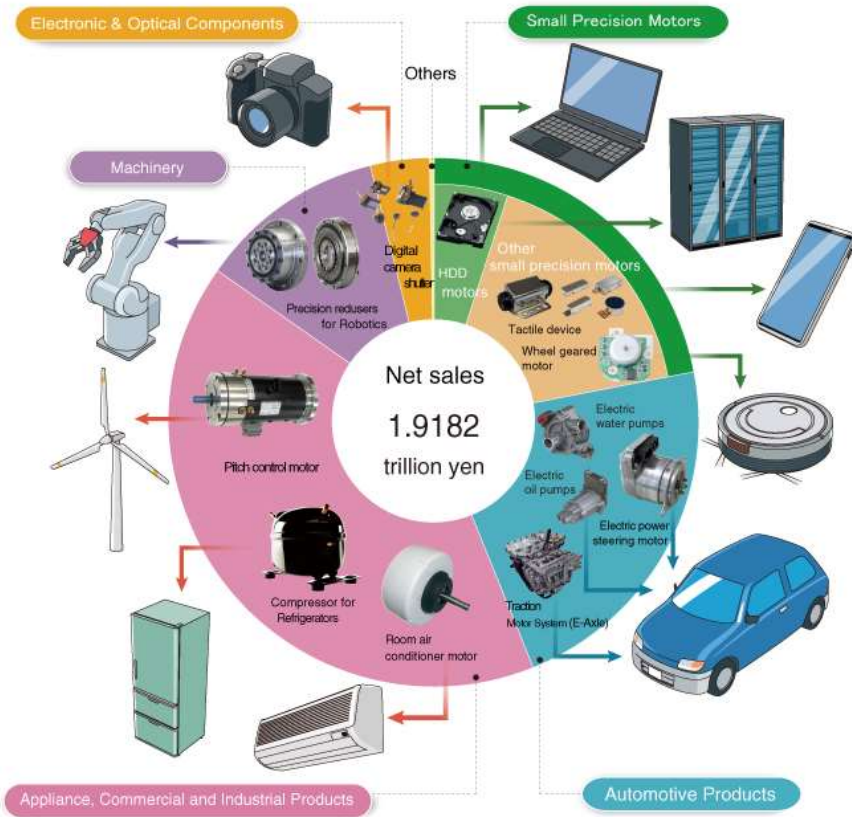 Electronic & Optical Components
Small Precision Motors
Others
Machinery
Digital
camera
shutter
HDD
motors
Other
small precision motors
Tactile device
Wheel geared
motor
Precision redusers
for Robotics.
Net sales
1.9182
trillion yen
Electric
water pumps
Electric
oil pumps
Electric power
steering motor
Pitch control motor
Compressor for
Refrigerators
Room air
conditioner motor
Traction
Motor System (E-Axle)
Appliance, Commercial and Industrial Products
Automotive Products